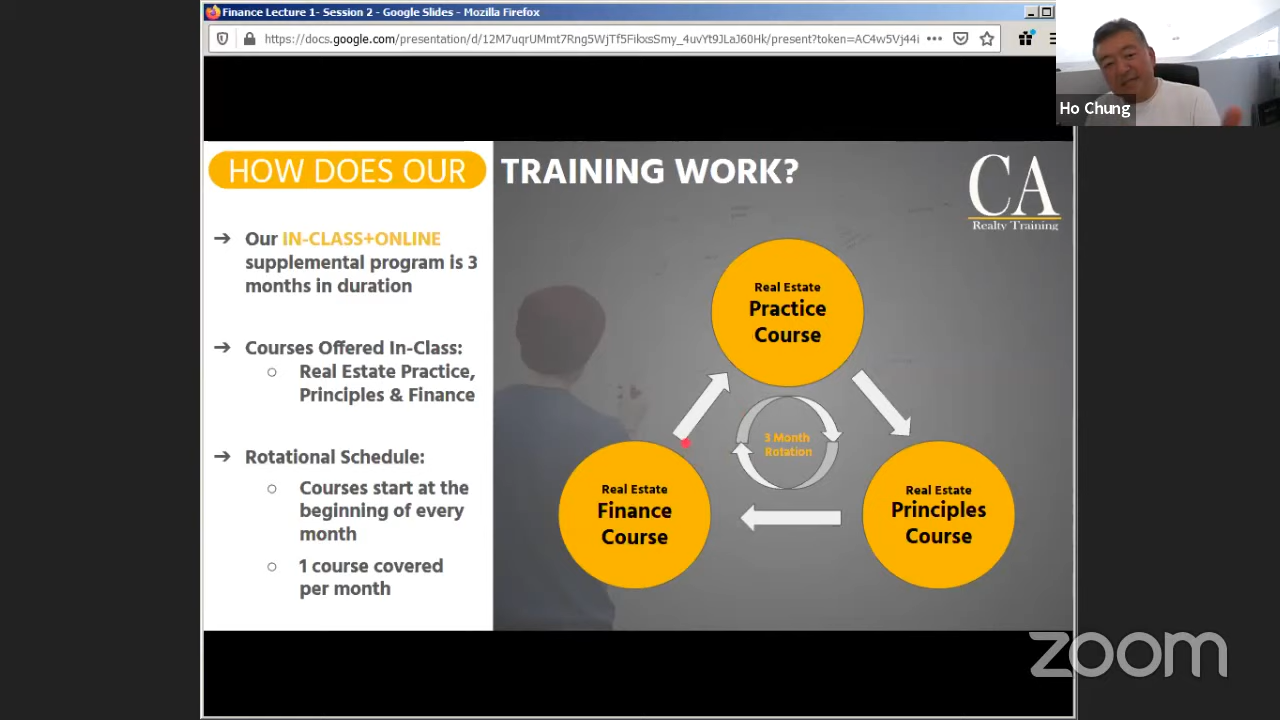 Finance Lecture 1- Session 2 - Google Slides - Mozilla Firefox
https://docs.google.com/presentation/d/12M7uqrUMmt7Rng5WJTf5FikxsSmy_4uvYt9JLaJ60Hk/present?token=AC4w5Vj44i
Ho Chung
HOW DOES OUR TRAINING WORK?
CA
Realty Training
➔ Our IN-CLASS+ONLINE
supplemental program is 3
months in duration
➔ Courses Offered In-Class:
○ Real Estate Practice,
Principles & Finance
➔ Rotational Schedule:
○ Courses start at the
beginning of every
month
○ 1 course covered
per month
Real Estate
Practice
Course
3 Month
Rotation
Real Estate
Finance
Course
Real Estate
Principles
Course
zoom